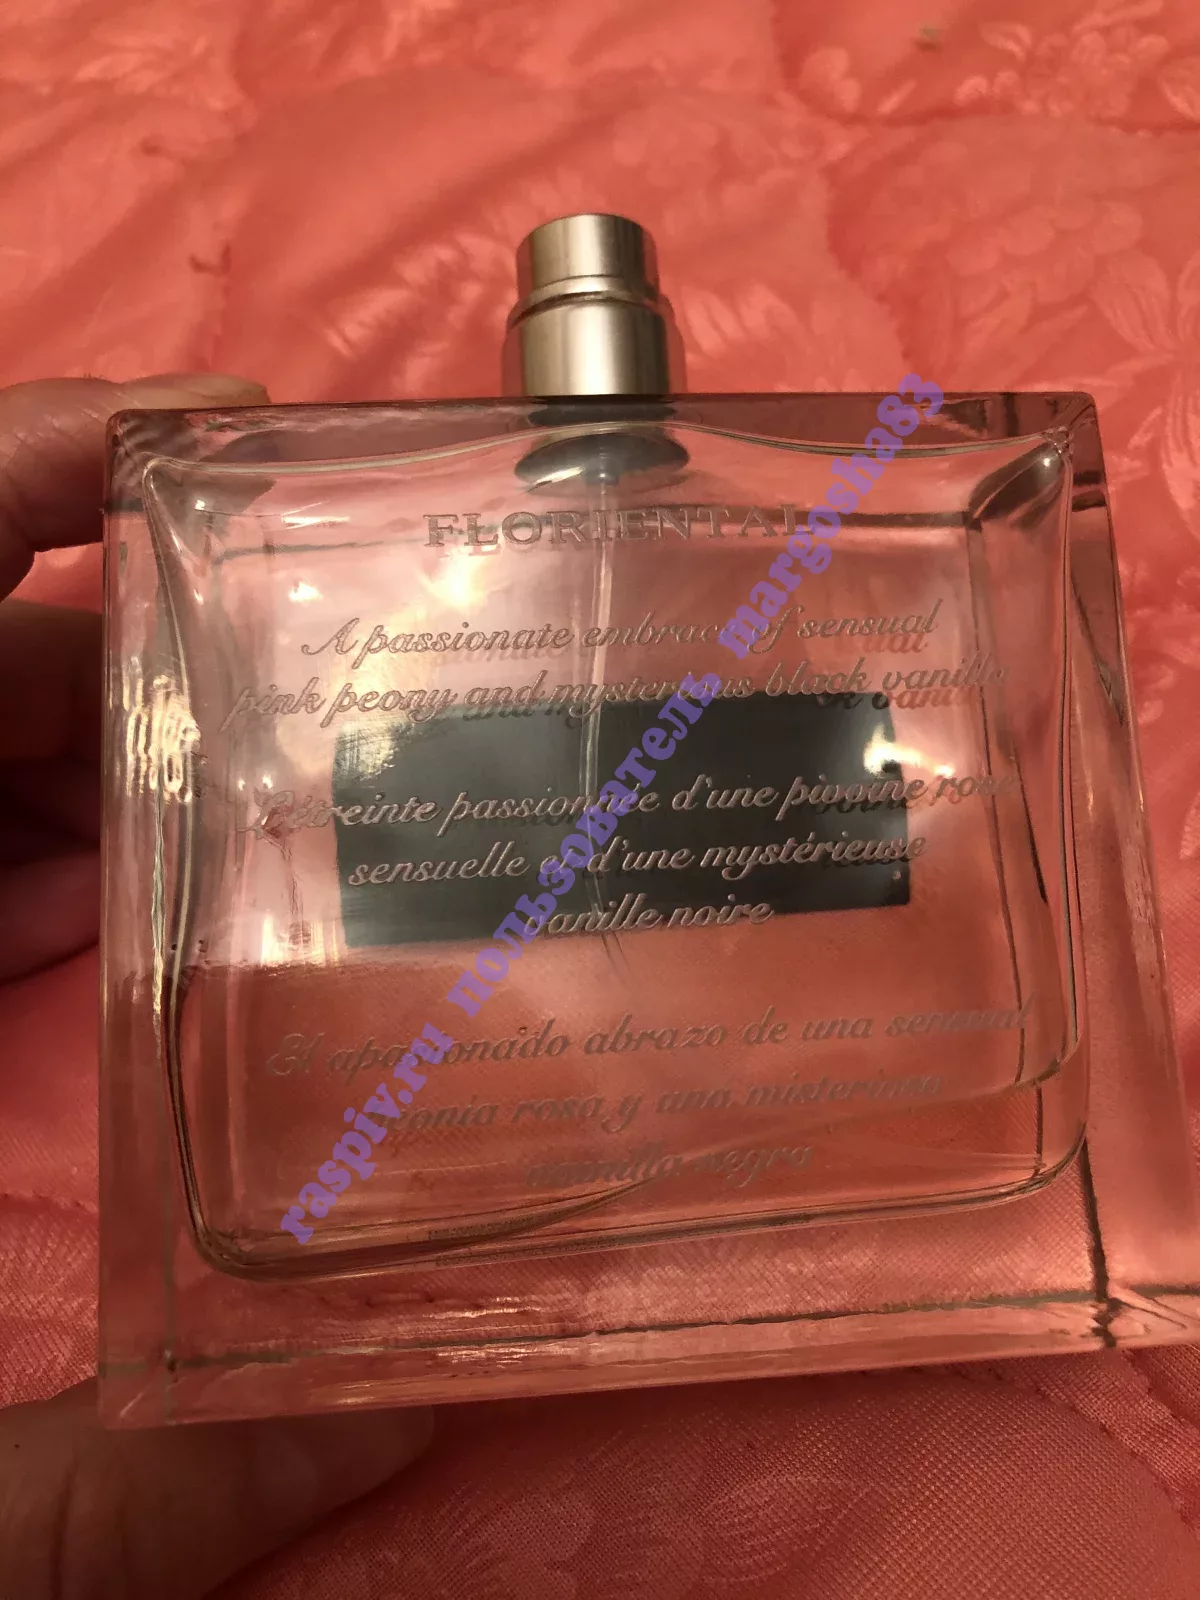 FLORIENTAL
A passionate embrace of sensual
pink peony and mysterious black vanilla
L'étreinte passionnée d'une pivoine rose
sensuelle et d'une mystérieuse
vanille noire
El apasionado abrazo de una sensual
peonia rosa y una misteriosa
vainilla negra
raspiv.ru пользователь margosha83